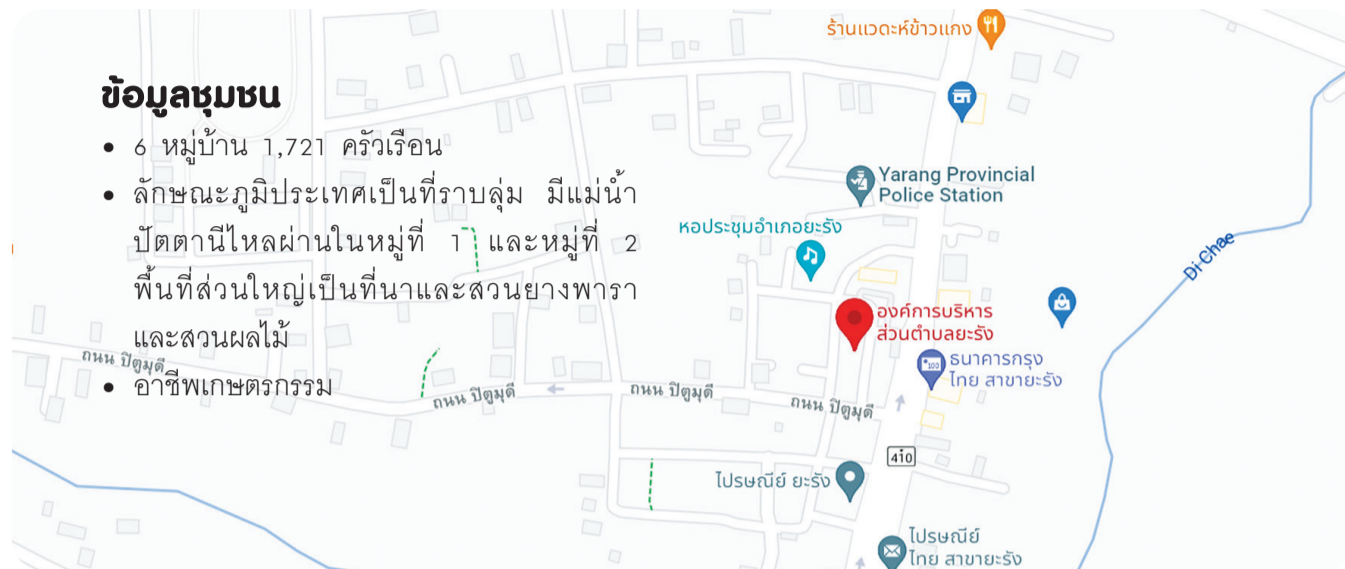 ข้อมูลชุมชน
• 6 หมู่บ้าน 1,721 ครัวเรือน
• ลักษณะภูมิประเทศเป็นที่ราบลุ่ม มีแม่น้ำ
ปัตตานีไหลผ่านในหมู่ที่ 1 และหมู่ที่ 2
พื้นที่ส่วนใหญ่เป็นที่นาและสวนยางพารา
และสวนผลไม้
• อาชีพเกษตรกรรม
ร้านแวดะห์ข้าวแกง
Yarang Provincial
Police Station
หอประชุมอำเภอยะรัง
Di Chae
องค์การบริหาร
ส่วนตำบลยะรัง
ธนาคารกรุง
ไทย สาขายะรัง
100
ถนน ปิตูมุดี
ถนน ปิตูมุดี
ถนน ปิตูมุดี
ถนน ปิตูมุดี
410
ไปรษณีย์ ยะรัง
ไปรษณีย์
ไทย สาขายะรัง